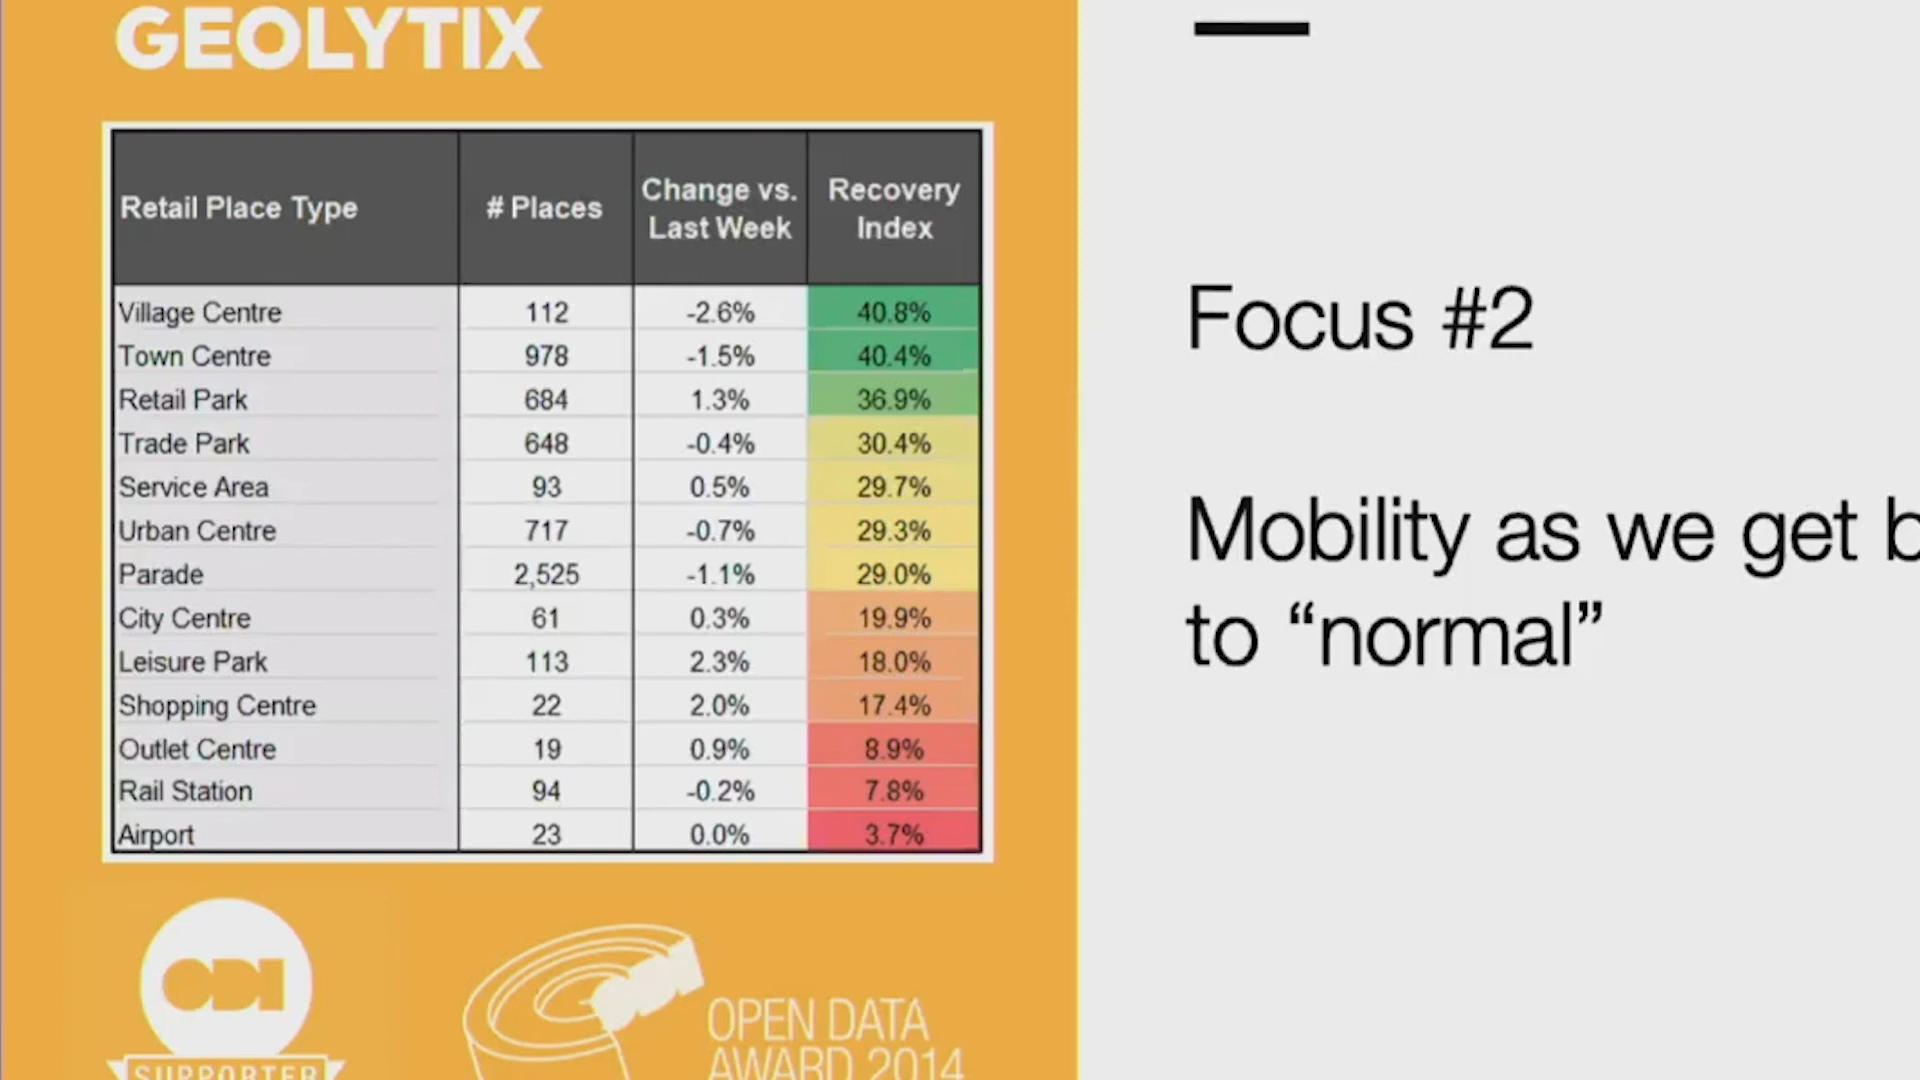 GEOLYTIX
Retail Place Type # Places Change vs. Last Week Recovery Index
Village Centre 112 -2.6% 40.8%
Town Centre 978 -1.5% 40.4%
Retail Park 684 1.3% 36.9%
Trade Park 648 -0.4% 30.4%
Service Area 93 0.5% 29.7%
Urban Centre 717 -0.7% 29.3%
Parade 2,525 -1.1% 29.0%
City Centre 61 0.3% 19.9%
Leisure Park 113 2.3% 18.0%
Shopping Centre 22 2.0% 17.4%
Outlet Centre 19 0.9% 8.9%
Rail Station 94 -0.2% 7.8%
Airport 23 0.0% 3.7%
ODI
SUPPORTER
OPEN DATA
AWARD 2014
Focus #2
Mobility as we get b
to “normal”